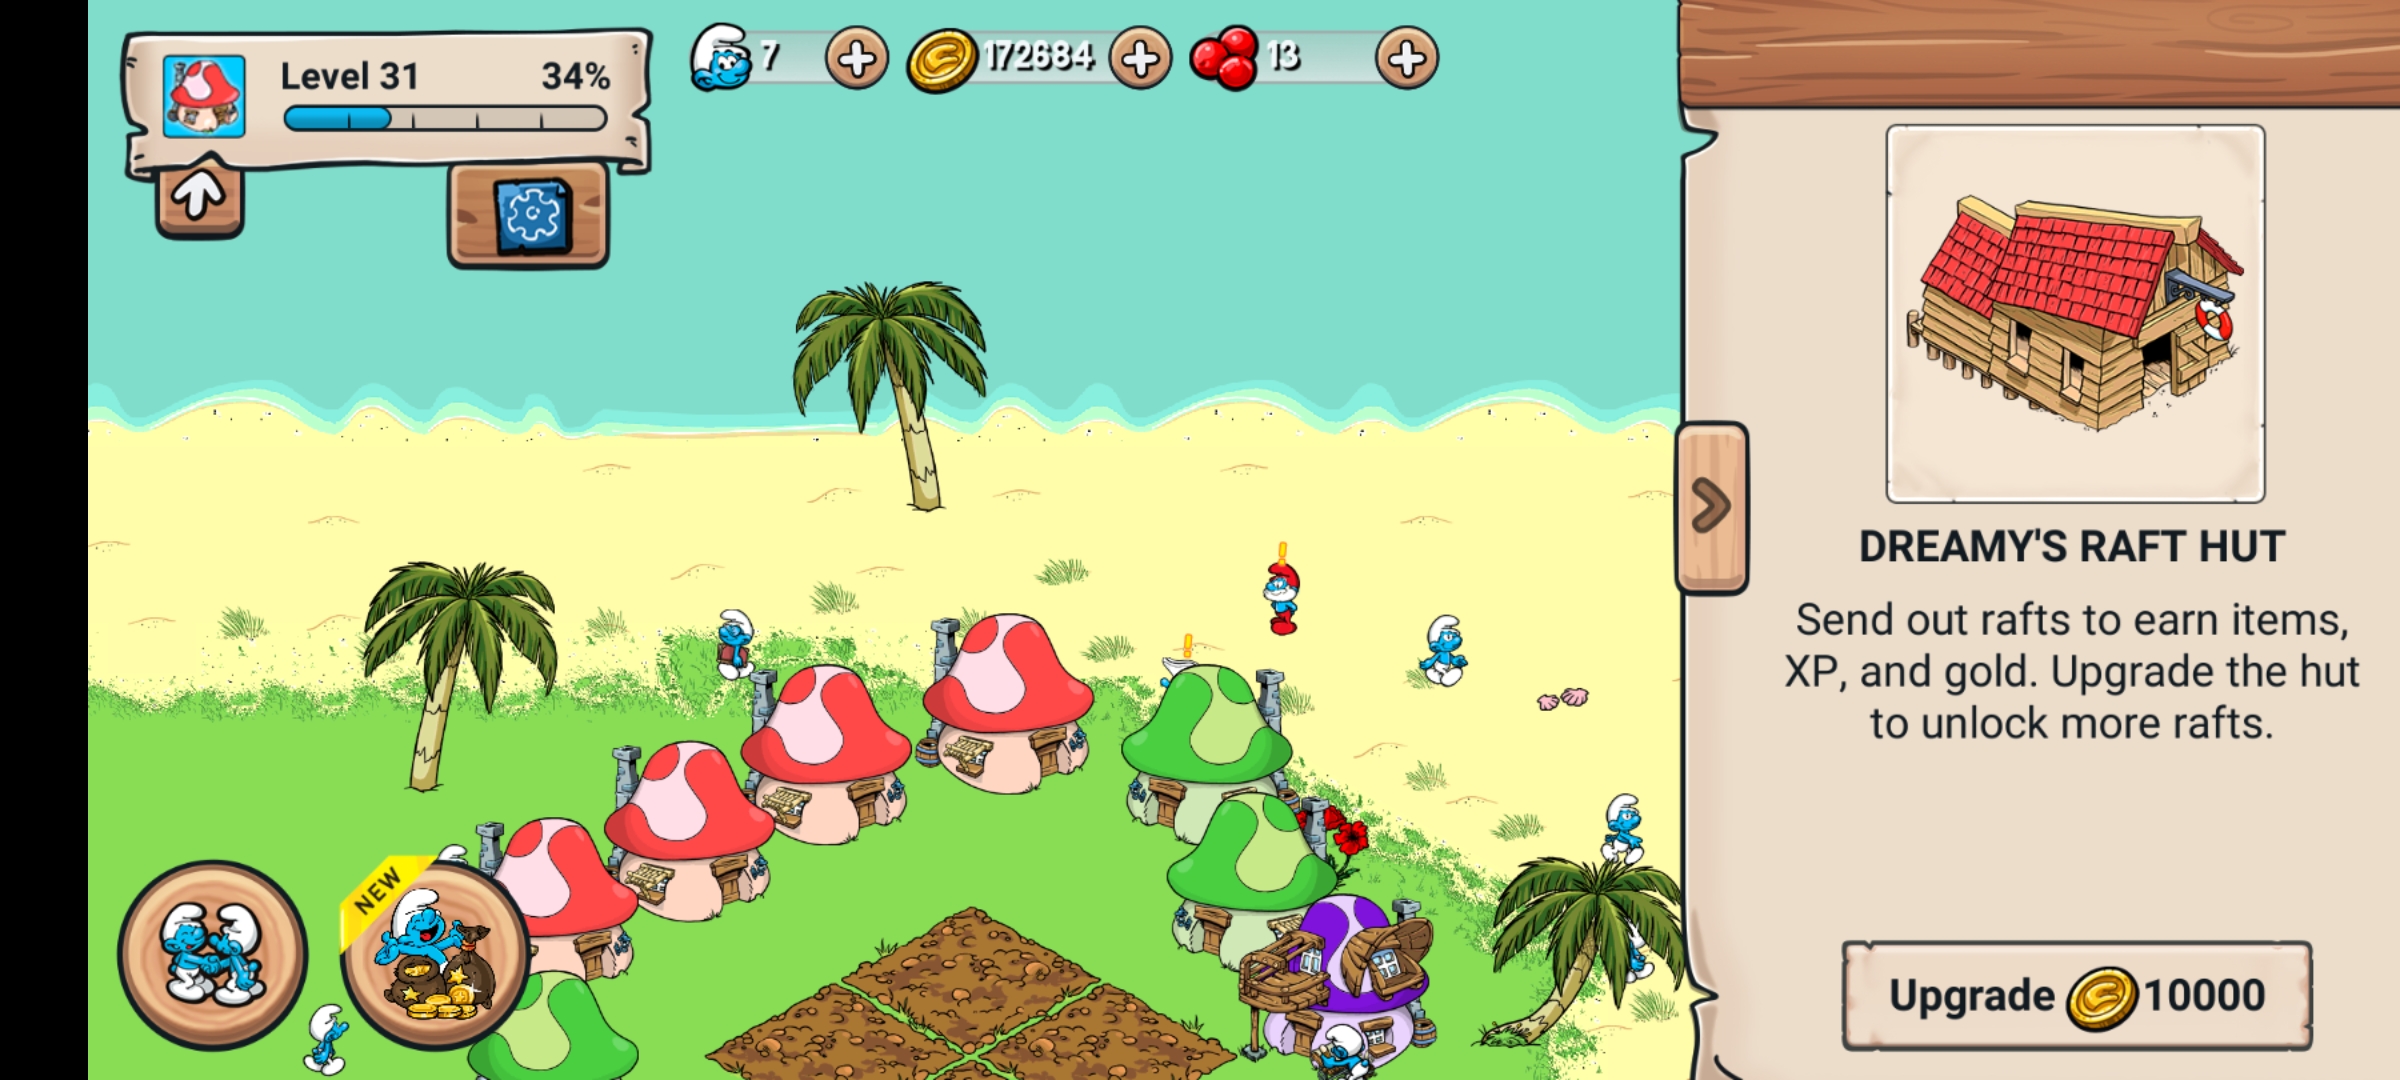 Level 31 34%
7
172684
13
DREAMY'S RAFT HUT
Send out rafts to earn items,
XP, and gold. Upgrade the hut
to unlock more rafts.
NEW
Upgrade 10000